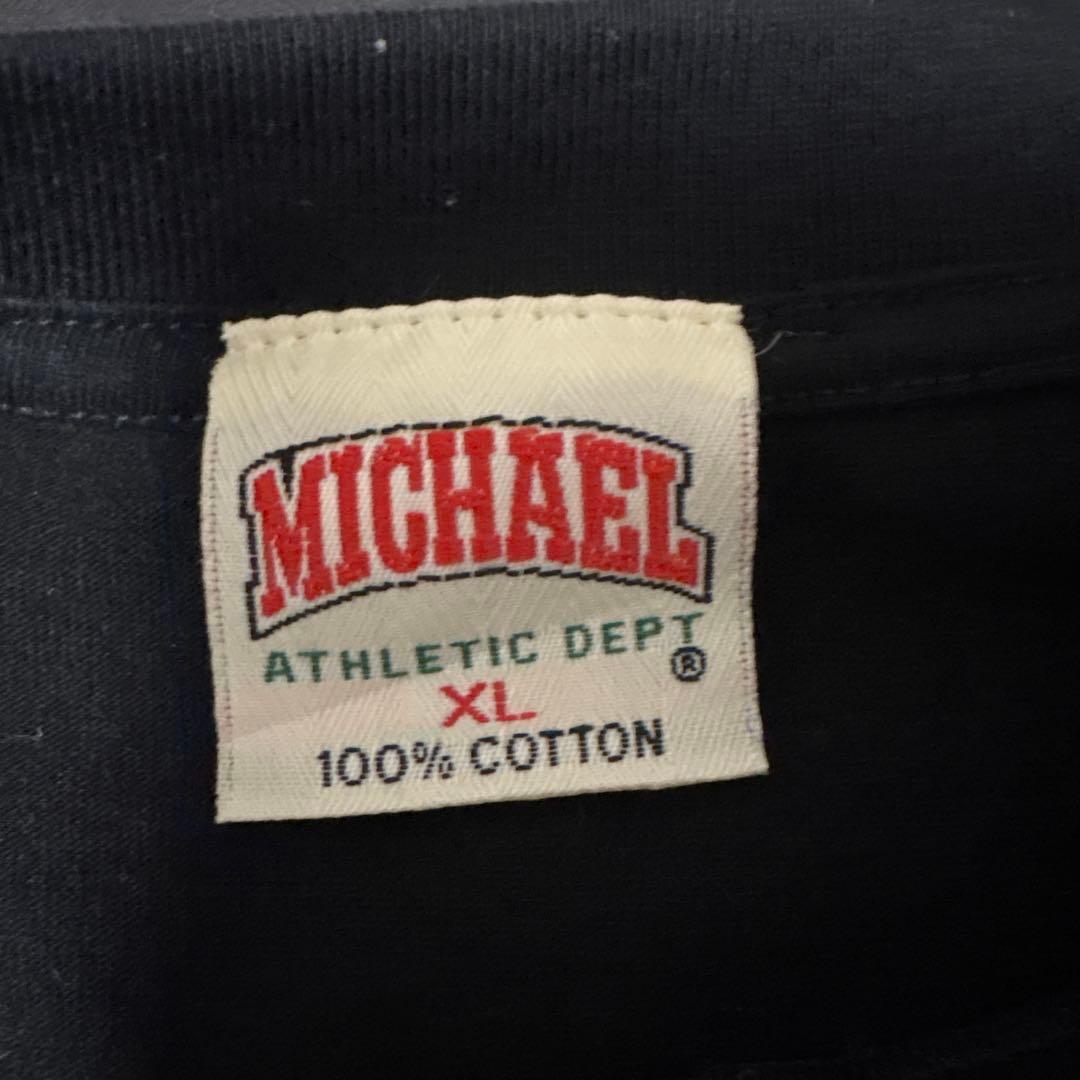 MICHAEL
ATHLETIC DEPT
®
XL
100% COTTON